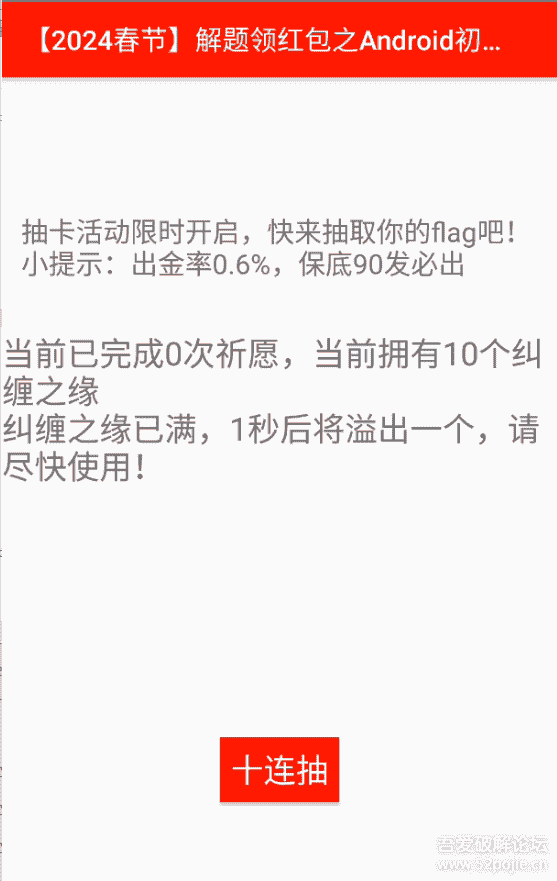 【2024春节】解题领红包之Android初...
抽卡活动限时开启，快来抽取你的flag吧！
小提示：出金率0.6%，保底90发必出
当前已完成0次祈愿，当前拥有10个纠
缠之缘
纠缠之缘已满，1秒后将溢出一个，请
尽快使用！
十连抽
吾爱破解论坛
www.52pojie.cn